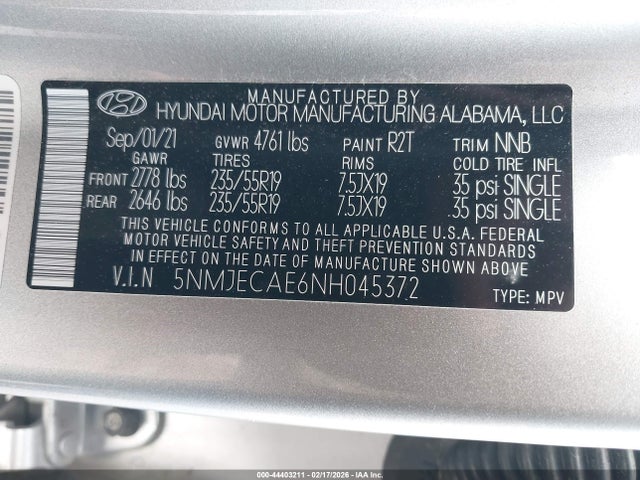 MANUFACTURED BY
HYUNDAI MOTOR MANUFACTURING ALABAMA, LLC
Sep/01/21 GVWR 4761 lbs PAINT R2T TRIM NNB
GAWR TIRES RIMS COLD TIRE INFL
FRONT 2778 lbs 235/55R19 7.5JX19 35 psi SINGLE
REAR 2646 lbs 235/55R19 7.5JX19 35 psi SINGLE
THIS VEHICLE CONFORMS TO ALL APPLICABLE U.S.A. FEDERAL
MOTOR VEHICLE SAFETY AND THEFT PREVENTION STANDARDS
IN EFFECT ON THE DATE OF MANUFACTURE SHOWN ABOVE
V.I.N 5NMJECAE6NH045372
TYPE: MPV
000-44403211 - 02/17/2026 - IAAI.COM